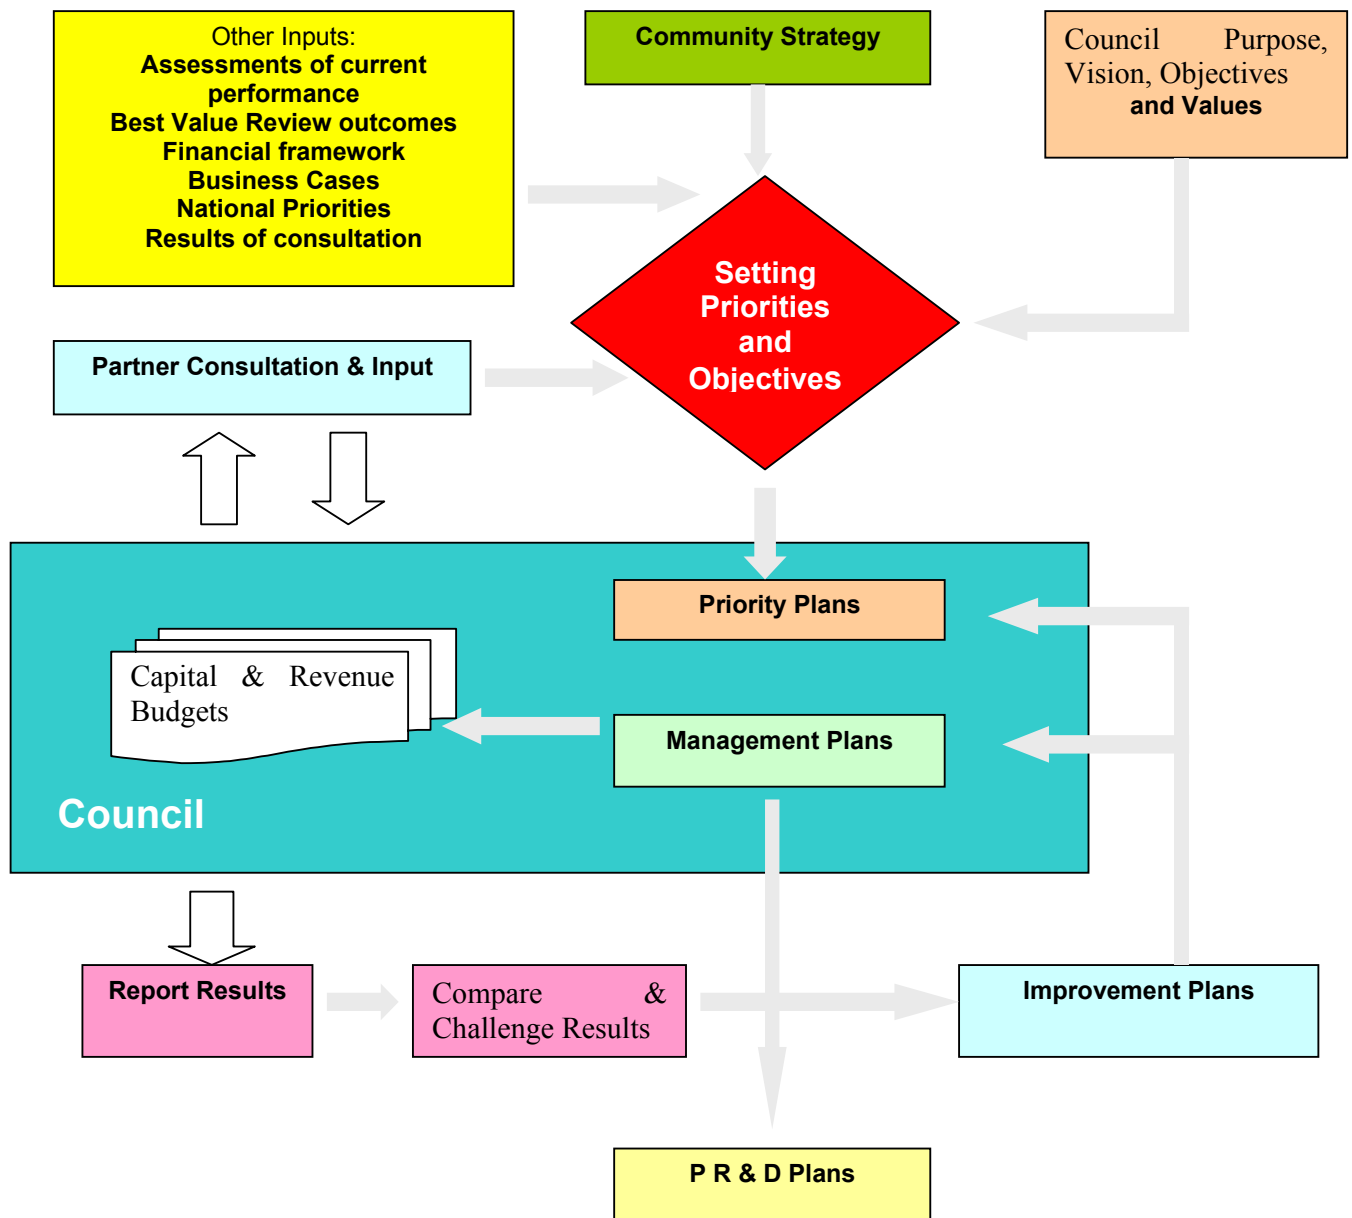 Other Inputs:
Assessments of current
performance
Best Value Review outcomes
Financial framework
Business Cases
National Priorities
Results of consultation
Community Strategy
Council Purpose,
Vision, Objectives
and Values
Setting
Priorities
and
Objectives
Partner Consultation & Input
Priority Plans
Capital & Revenue
Budgets
Management Plans
Council
Report Results
Compare &
Challenge Results
Improvement Plans
P R & D Plans